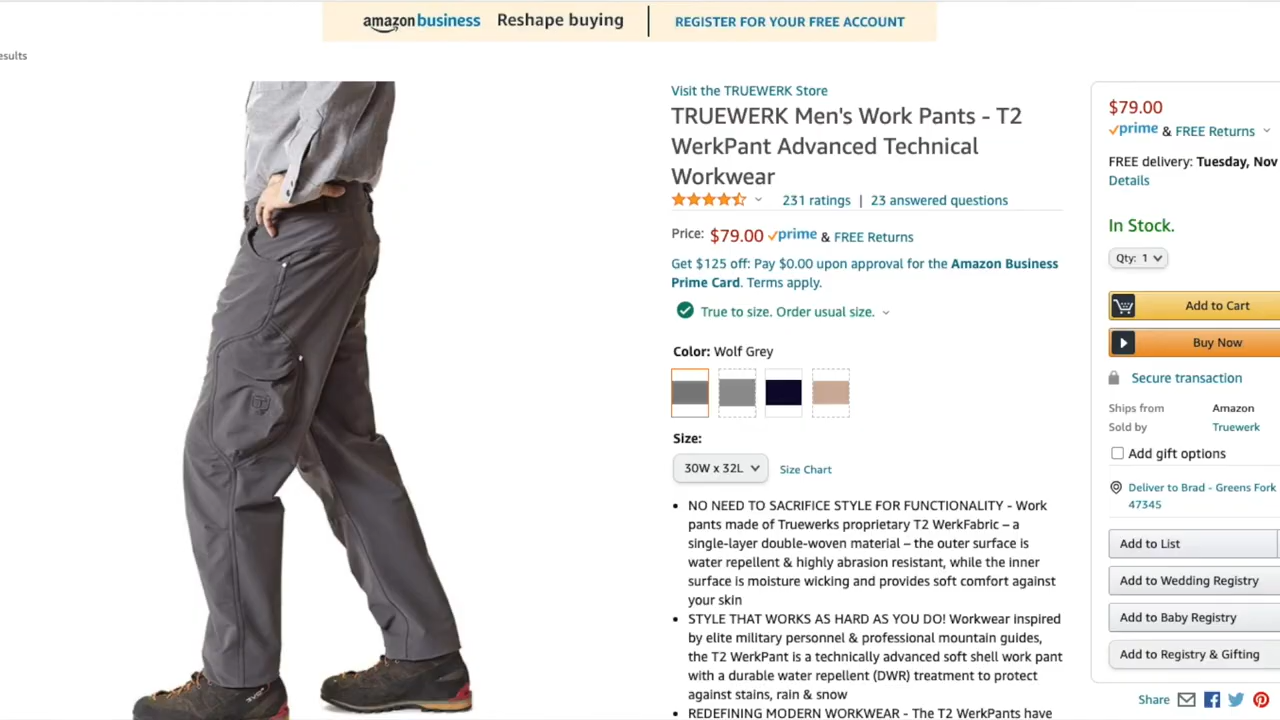 amazon business Reshape buying REGISTER FOR YOUR FREE ACCOUNT
esults
Visit the TRUEWERK Store
TRUEWERK Men's Work Pants - T2
WerkPant Advanced Technical
Workwear
231 ratings | 23 answered questions
Price: $79.00 prime & FREE Returns
Get $125 off: Pay $0.00 upon approval for the Amazon Business
Prime Card. Terms apply.
True to size. Order usual size.
Color: Wolf Grey
Size:
30W x 32L Size Chart
• NO NEED TO SACRIFICE STYLE FOR FUNCTIONALITY - Work
pants made of Truewerks proprietary T2 WerkFabric – a
single-layer double-woven material – the outer surface is
water repellent & highly abrasion resistant, while the inner
surface is moisture wicking and provides soft comfort against
your skin
• STYLE THAT WORKS AS HARD AS YOU DO! Workwear inspired
by elite military personnel & professional mountain guides,
the T2 WerkPant is a technically advanced soft shell work pant
with a durable water repellent (DWR) treatment to protect
against stains, rain & snow
• REDEFINING MODERN WORKWEAR - The T2 WerkPants have
$79.00
prime & FREE Returns
FREE delivery: Tuesday, Nov
Details
In Stock.
Qty: 1
Add to Cart
Buy Now
Secure transaction
Ships from Amazon
Sold by Truewerk
Add gift options
Deliver to Brad - Greens Fork
47345
Add to List
Add to Wedding Registry
Add to Baby Registry
Add to Registry & Gifting
Share